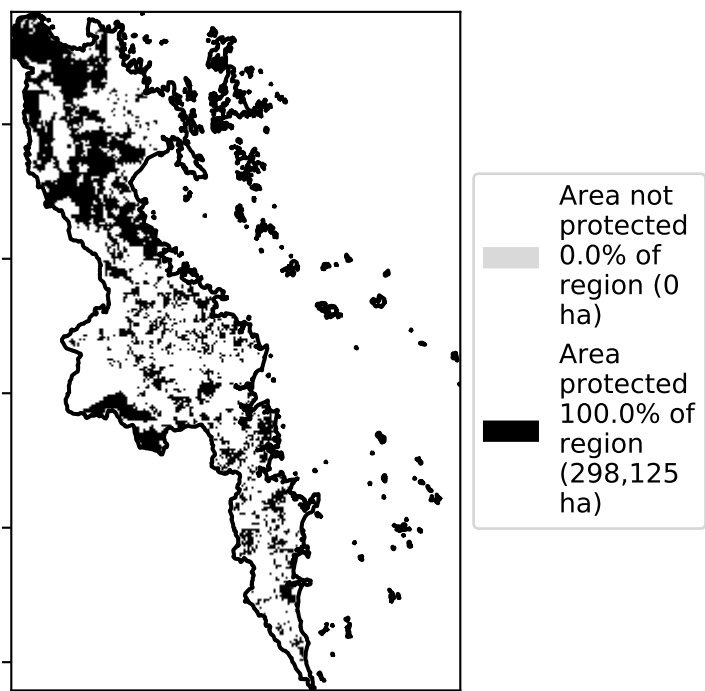 Area not
protected
0.0% of
region (0
ha)
Area
protected
100.0% of
region
(298,125
ha)